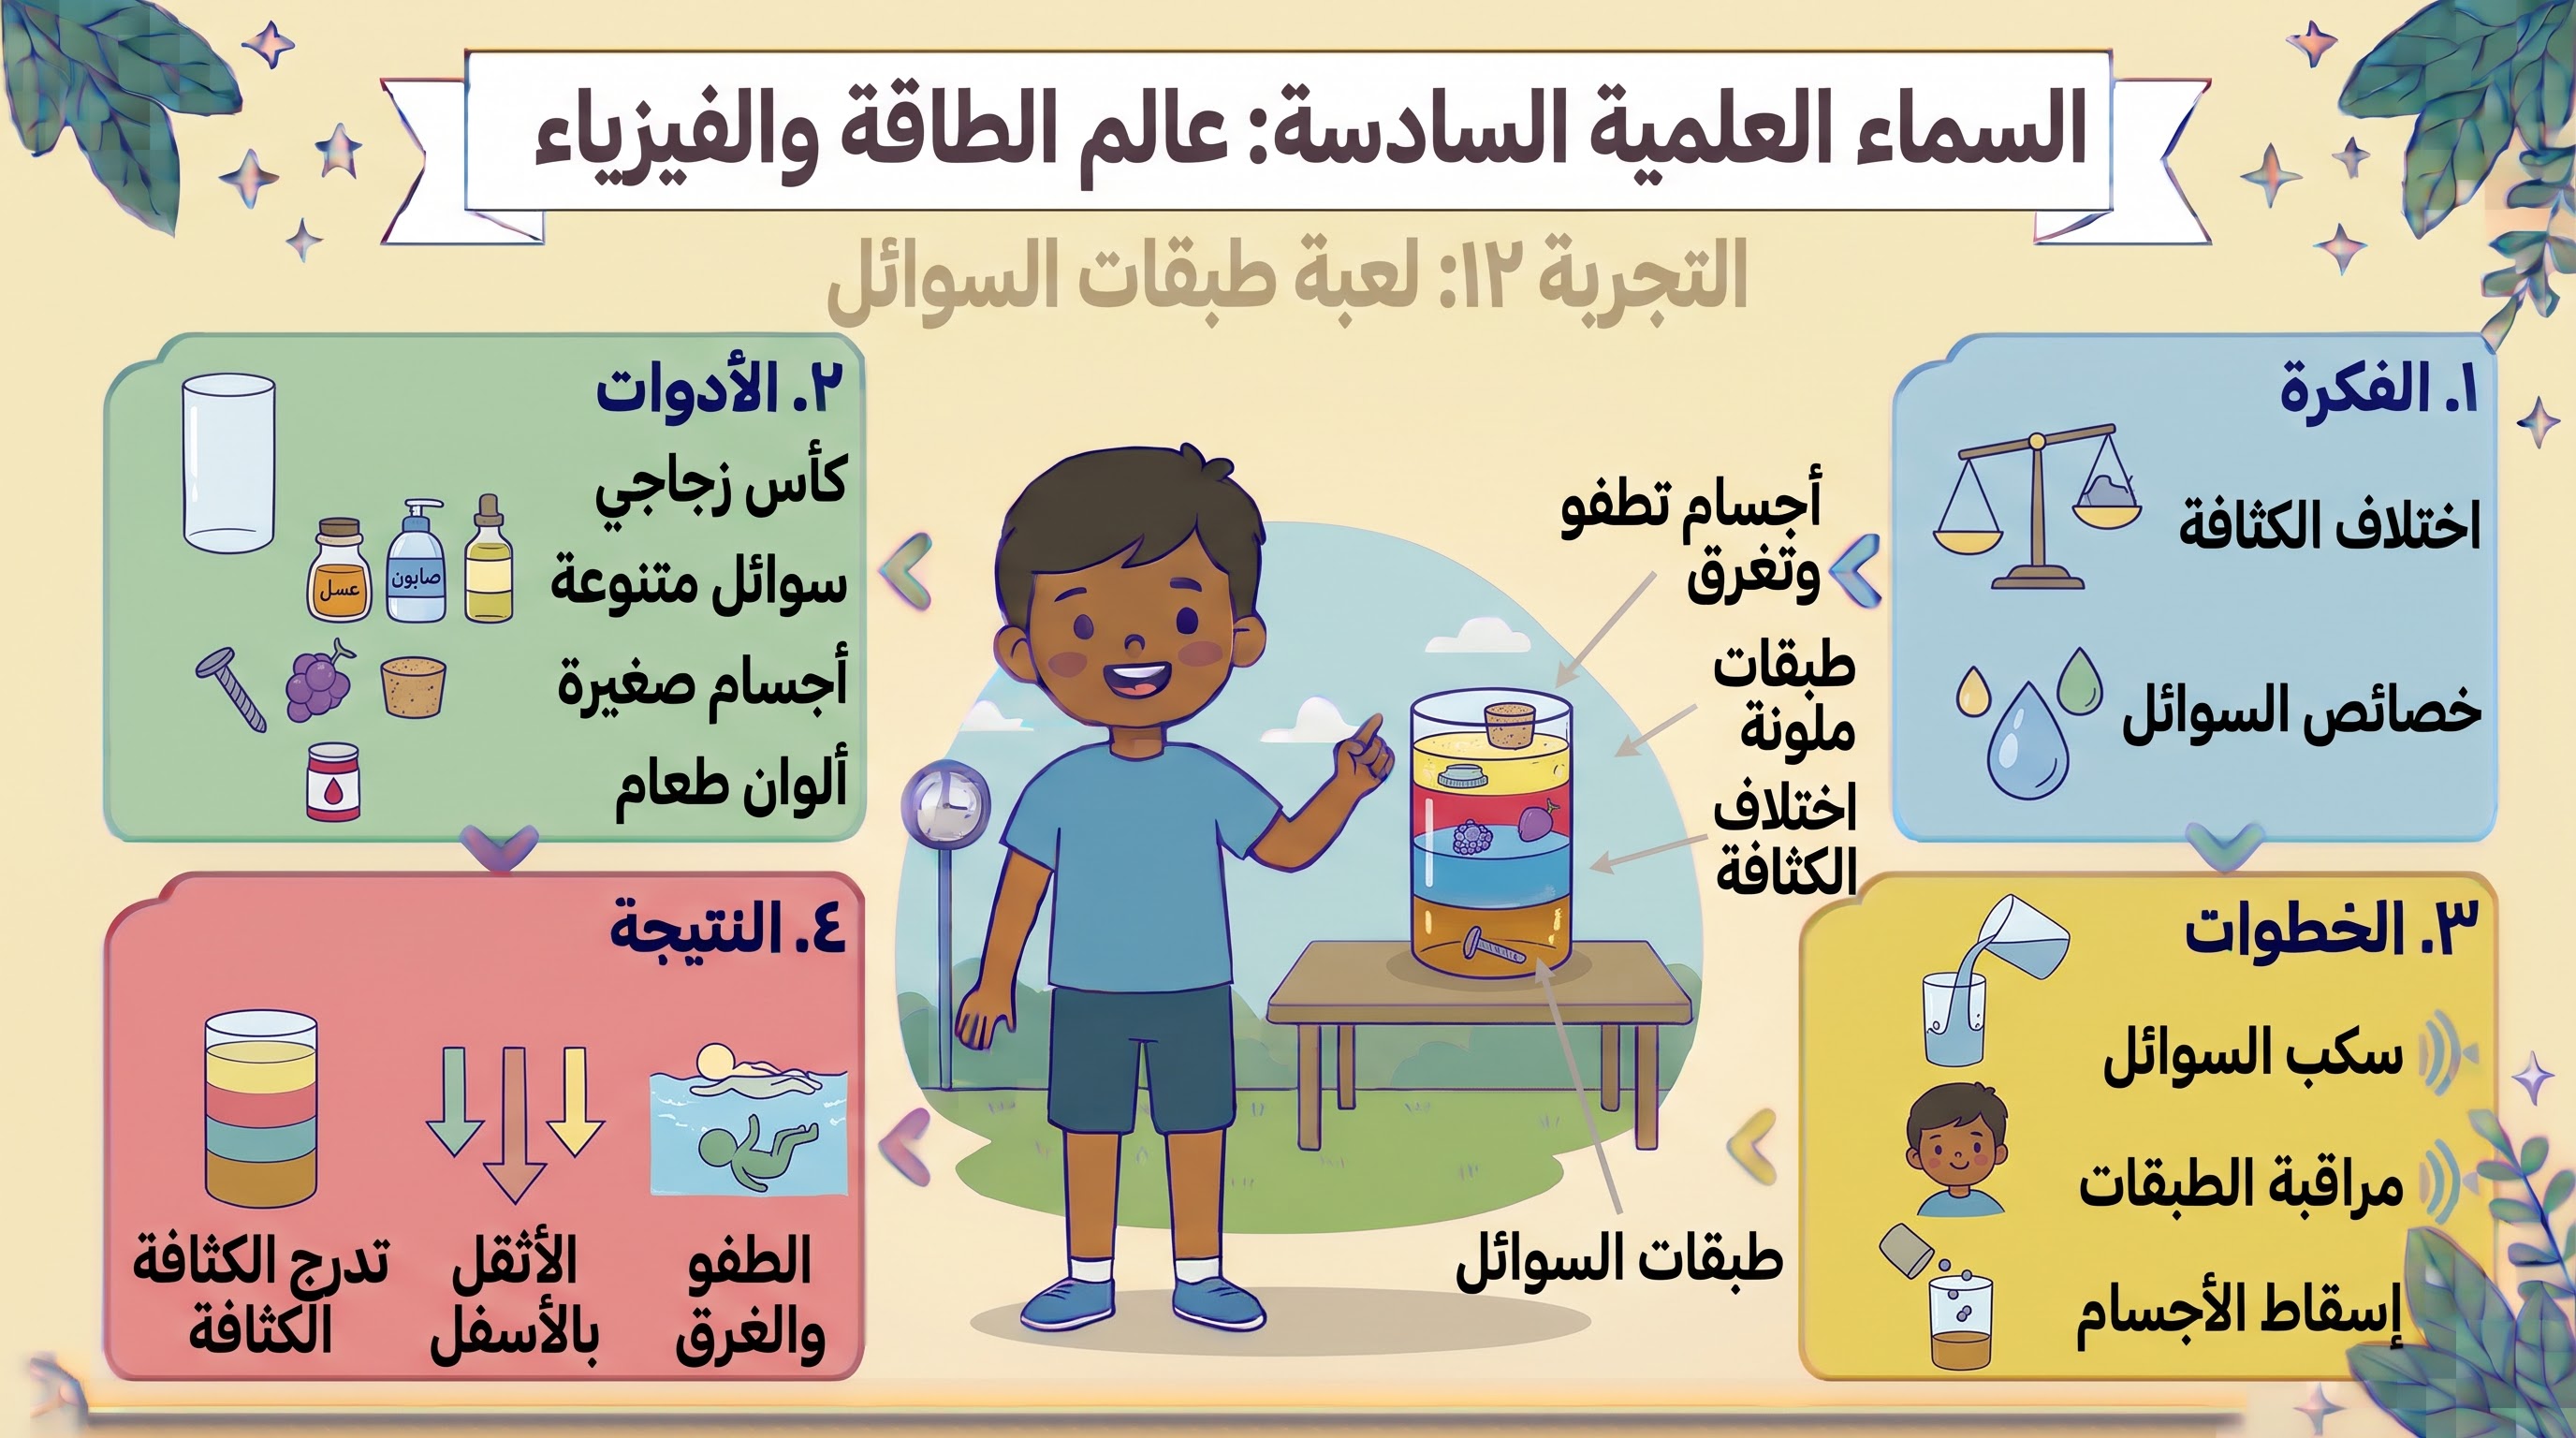 السماء العلمية السادسة: عالم الطاقة والفيزياء
التجربة ١٢: لعبة طبقات السوائل
١. الفكرة
اختلاف الكثافة
خصائص السوائل
٢. الأدوات
كأس زجاجي
سوائل متنوعة
صابون
عسل
أجسام صغيرة
ألوان طعام
أجسام تطفو
وتغرق
طبقات
ملونة
اختلاف
الكثافة
طبقات السوائل
٣. الخطوات
سكب السوائل
مراقبة الطبقات
إسقاط الأجسام
٤. النتيجة
الطفو
والغرق
الأثقل
بالأسفل
تدرج الكثافة
الكثافة